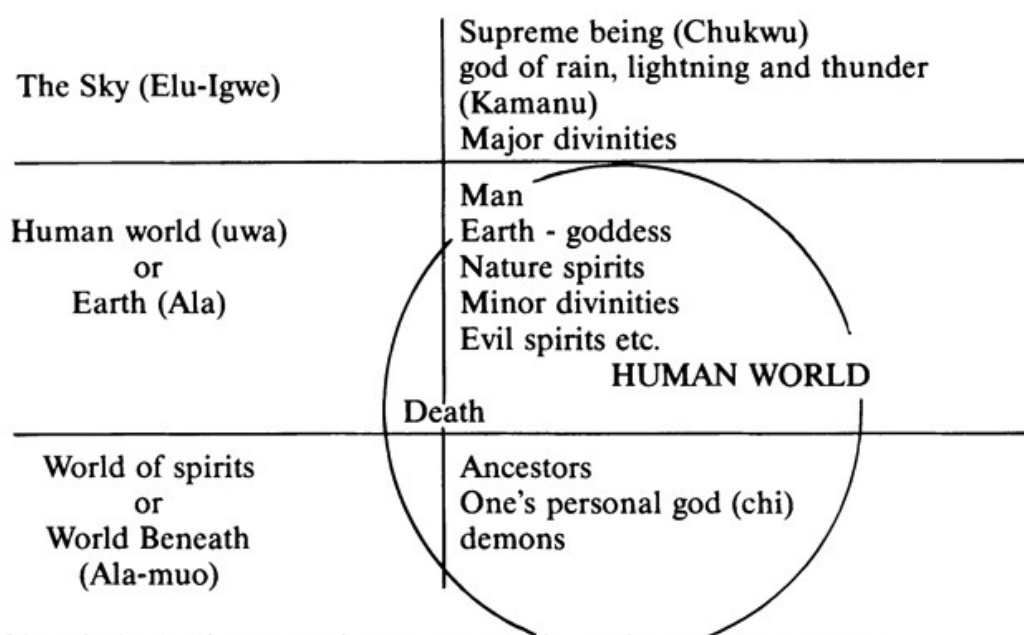 The Sky (Elu-Igwe)
Supreme being (Chukwu)
god of rain, lightning and thunder
(Kamanu)
Major divinities
Human world (uwa)
or
Earth (Ala)
Man
Earth - goddess
Nature spirits
Minor divinities
Evil spirits etc.
HUMAN WORLD
Death
World of spirits
or
World Beneath
(Ala-muo)
Ancestors
One's personal god (chi)
demons